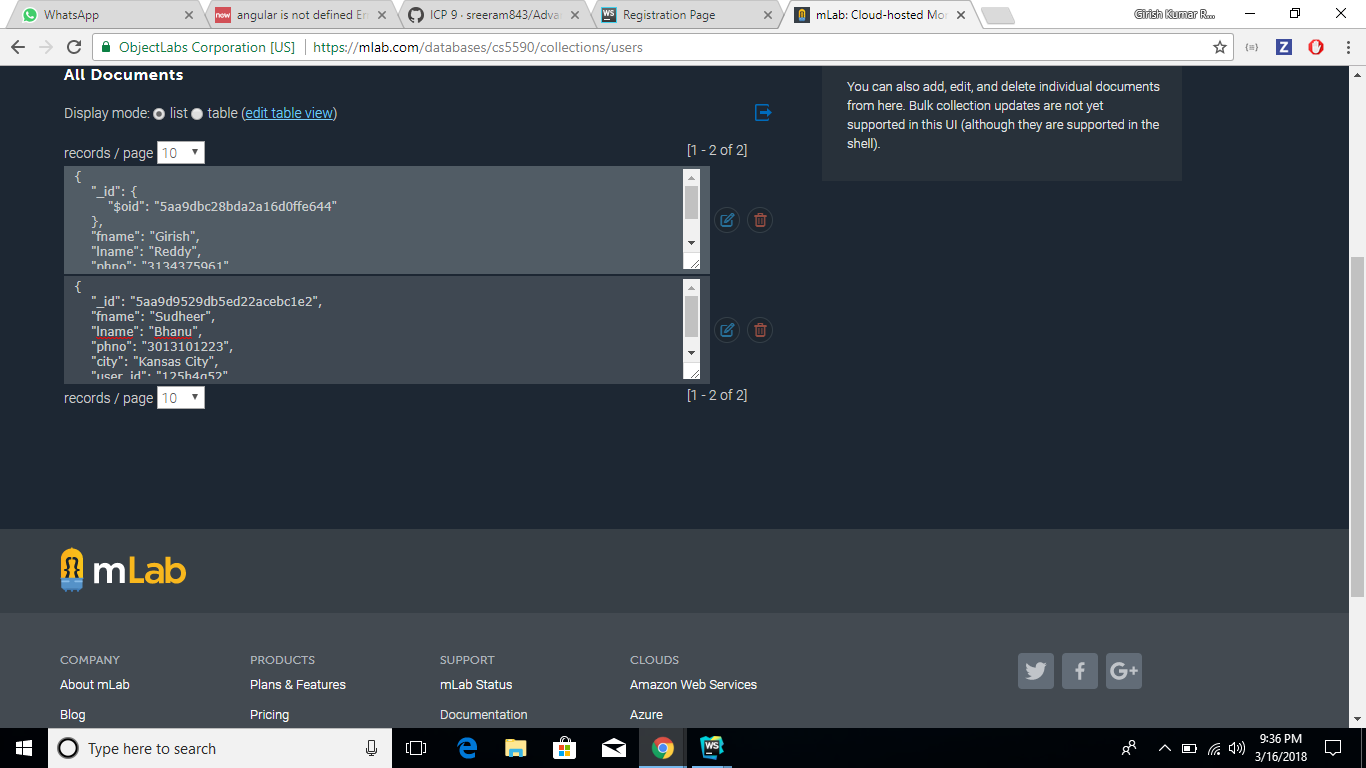 WhatsApp
angular is not defined Er
ICP 9 · sreeram843/Adva
Registration Page
mLab: Cloud-hosted Mon
Girish Kumar R...
ObjectLabs Corporation [US]
https://mlab.com/databases/cs5590/collections/users
All Documents
Display mode: list table (edit table view)
records / page 10
[1 - 2 of 2]
{
"_id": {
"$oid": "5aa9dbc28bda2a16d0ffe644"
},
"fname": "Girish",
"lname": "Reddy",
"phno": "3134375961"
{
"_id": "5aa9d9529db5ed22acebc1e2",
"fname": "Sudheer",
"lname": "Bhanu",
"phno": "3013101223",
"city": "Kansas City",
"user_id": "125h4g52"
records / page 10
[1 - 2 of 2]
You can also add, edit, and delete individual documents
from here. Bulk collection updates are not yet
supported in this UI (although they are supported in the
shell).
mLab
COMPANY
About mLab
Blog
PRODUCTS
Plans & Features
Pricing
SUPPORT
mLab Status
Documentation
CLOUDS
Amazon Web Services
Azure
Type here to search
9:36 PM
3/16/2018